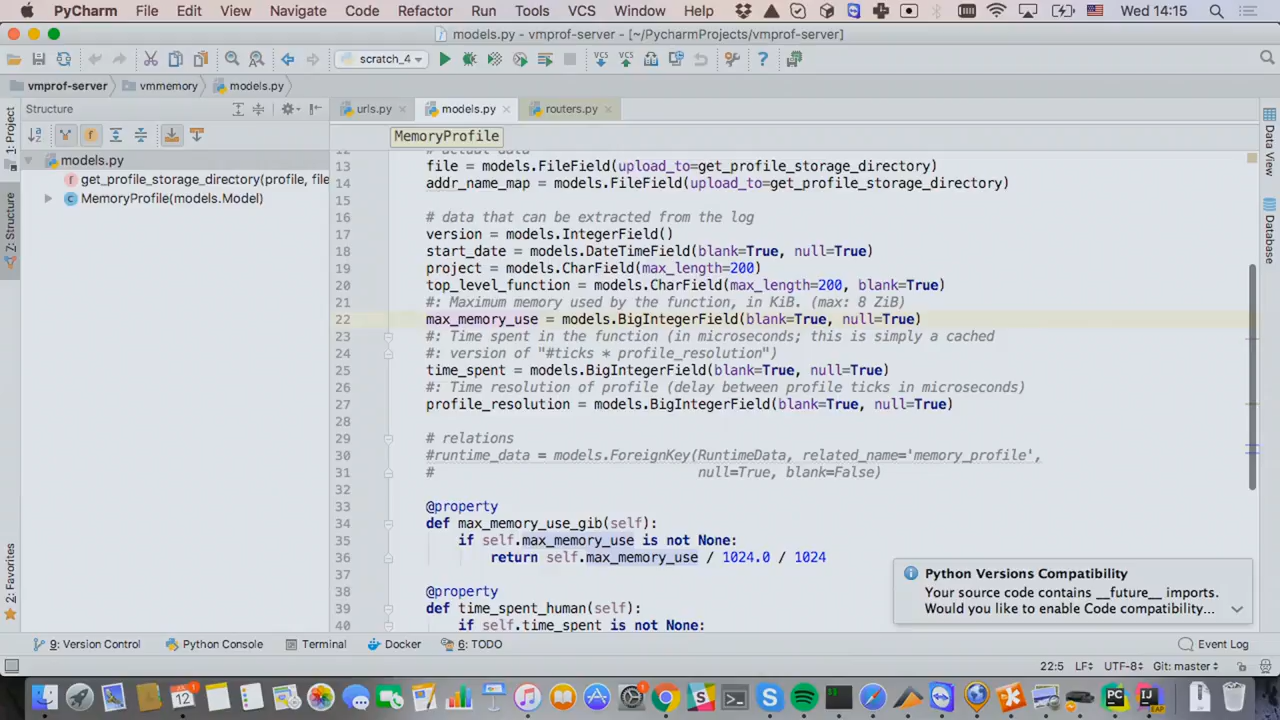 PyCharm File Edit View Navigate Code Refactor Run Tools VCS Window Help Wed 14:15
models.py - vmprof-server - [~/PycharmProjects/vmprof-server]
scratch_4 VCS VCS
vmprof-server vmmemory models.py
Structure urls.py models.py routers.py
1: Project
Z: Structure
2: Favorites
models.py
get_profile_storage_directory(profile, file
MemoryProfile(models.Model)
MemoryProfile
12 # actual data
13 file = models.FileField(upload_to=get_profile_storage_directory)
14 addr_name_map = models.FileField(upload_to=get_profile_storage_directory)
15
16 # data that can be extracted from the log
17 version = models.IntegerField()
18 start_date = models.DateTimeField(blank=True, null=True)
19 project = models.CharField(max_length=200)
20 top_level_function = models.CharField(max_length=200, blank=True)
21 #: Maximum memory used by the function, in KiB. (max: 8 ZiB)
22 max_memory_use = models.BigIntegerField(blank=True, null=True)
23 #: Time spent in the function (in microseconds; this is simply a cached
24 #: version of "#ticks * profile_resolution")
25 time_spent = models.BigIntegerField(blank=True, null=True)
26 #: Time resolution of profile (delay between profile ticks in microseconds)
27 profile_resolution = models.BigIntegerField(blank=True, null=True)
28
29 # relations
30 #runtime_data = models.ForeignKey(RuntimeData, related_name='memory_profile',
31 # null=True, blank=False)
32
33 @property
34 def max_memory_use_gib(self):
35 if self.max_memory_use is not None:
36 return self.max_memory_use / 1024.0 / 1024
37
38 @property
39 def time_spent_human(self):
40 if self.time_spent is not None:
Data View
Database
Python Versions Compatibility
Your source code contains __future__ imports.
Would you like to enable Code compatibility...
9: Version Control Python Console Terminal Docker 6: TODO Event Log
22:5 LF÷ UTF-8÷ Git: master÷
12
PC
IJ
EAP